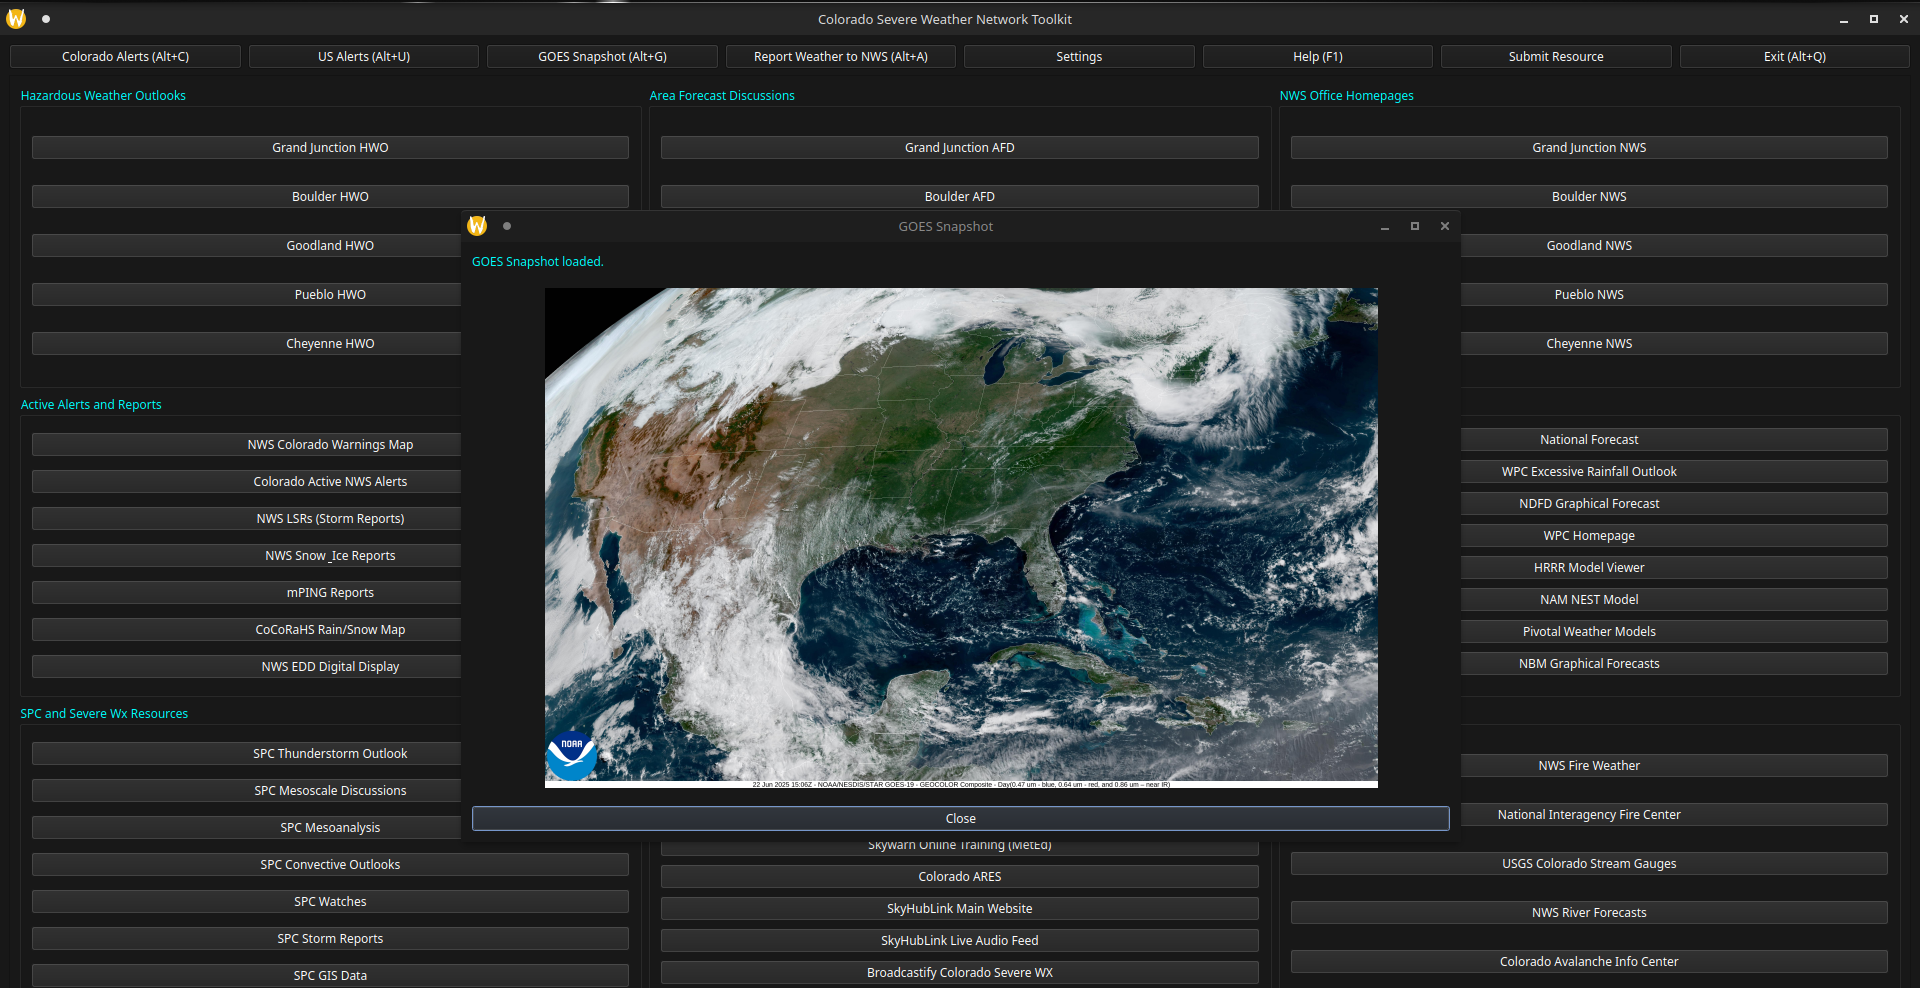 Colorado Severe Weather Network Toolkit
Colorado Alerts (Alt+C)
US Alerts (Alt+U)
GOES Snapshot (Alt+G)
Report Weather to NWS (Alt+A)
Settings
Help (F1)
Submit Resource
Exit (Alt+Q)
Hazardous Weather Outlooks
Grand Junction HWO
Boulder HWO
Goodland HWO
Pueblo HWO
Cheyenne HWO
Area Forecast Discussions
Grand Junction AFD
Boulder AFD
NWS Office Homepages
Grand Junction NWS
Boulder NWS
Goodland NWS
Pueblo NWS
Cheyenne NWS
GOES Snapshot
GOES Snapshot loaded.
NOAA
22 Jun 2025 15:06Z - NOAA/NESDIS/STAR GOES-19 - GEOCOLOR Composite - Day(0.47 um - blue, 0.64 um - red, and 0.86 um – near IR)
Close
Active Alerts and Reports
NWS Colorado Warnings Map
Colorado Active NWS Alerts
NWS LSRs (Storm Reports)
NWS Snow _Ice Reports
mPING Reports
CoCoRaHS Rain/Snow Map
NWS EDD Digital Display
National Forecast
WPC Excessive Rainfall Outlook
NDFD Graphical Forecast
WPC Homepage
HRRR Model Viewer
NAM NEST Model
Pivotal Weather Models
NBM Graphical Forecasts
SPC and Severe Wx Resources
SPC Thunderstorm Outlook
SPC Mesoscale Discussions
SPC Mesoanalysis
SPC Convective Outlooks
SPC Watches
SPC Storm Reports
SPC GIS Data
Skywarn Online Training (MetEd)
Colorado ARES
SkyHubLink Main Website
SkyHubLink Live Audio Feed
Broadcastify Colorado Severe WX
NWS Fire Weather
National Interagency Fire Center
USGS Colorado Stream Gauges
NWS River Forecasts
Colorado Avalanche Info Center